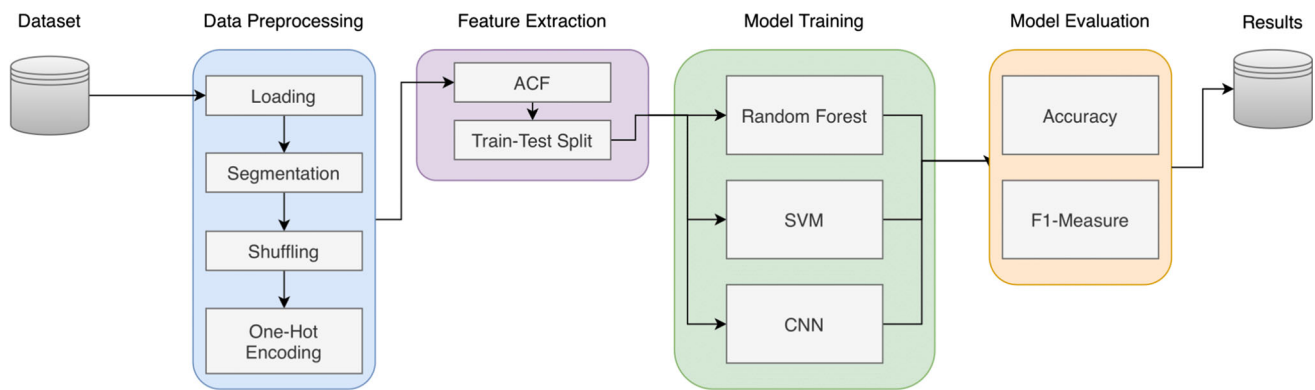 Dataset
Data Preprocessing
Feature Extraction
Model Training
Model Evaluation
Results
Loading
Segmentation
Shuffling
One-Hot
Encoding
ACF
Train-Test Split
Random Forest
SVM
CNN
Accuracy
F1-Measure